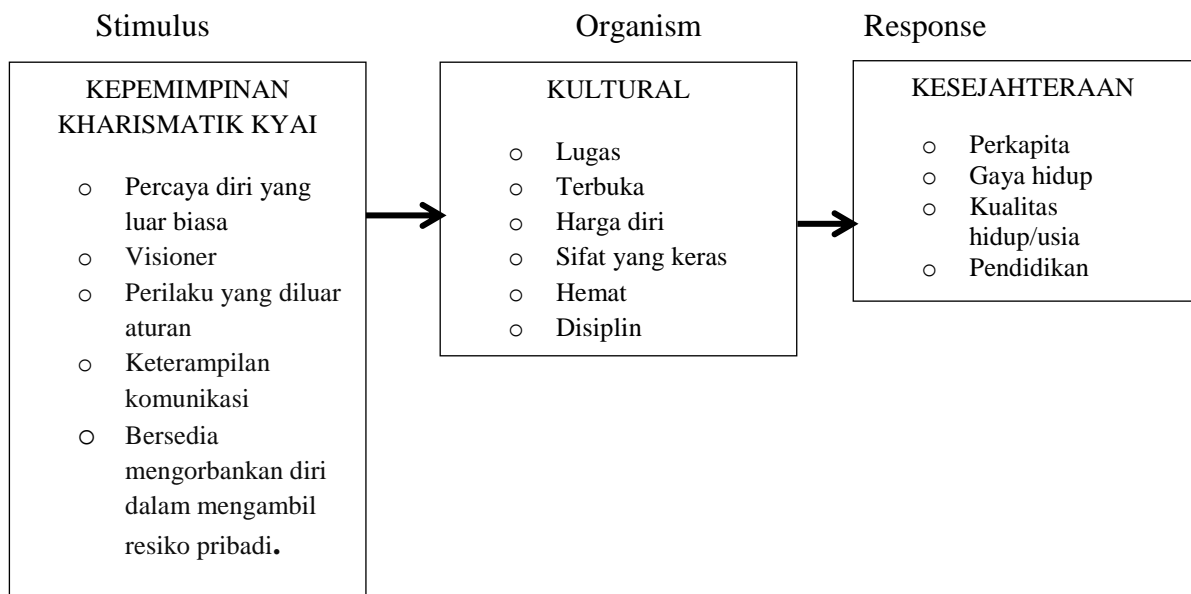 Stimulus
Organism
Response
KEPEMIMPINAN
KHARISMATIK KYAI
o Percaya diri yang
luar biasa
o Visioner
o Perilaku yang diluar
aturan
o Keterampilan
komunikasi
o Bersedia
mengorbankan diri
dalam mengambil
resiko pribadi.
KULTURAL
o Lugas
o Terbuka
o Harga diri
o Sifat yang keras
o Hemat
o Disiplin
KESEJAHTERAAN
o Perkapita
o Gaya hidup
o Kualitas
hidup/usia
o Pendidikan